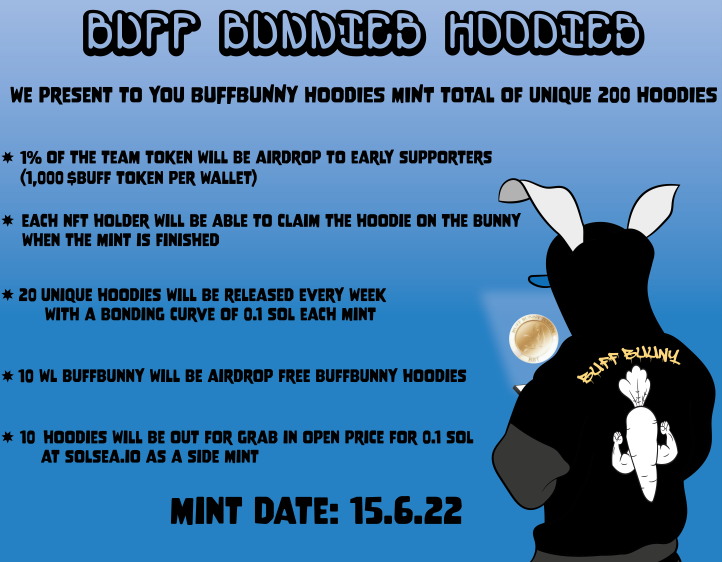 BUFF BUNNIES HOODIES
WE PRESENT TO YOU BUFFBUNNY HOODIES MINT TOTAL OF UNIQUE 200 HOODIES
* 1% OF THE TEAM TOKEN WILL BE AIRDROP TO EARLY SUPPORTERS
(1,000 $BUFF TOKEN PER WALLET)
* EACH NFT HOLDER WILL BE ABLE TO CLAIM THE HOODIE ON THE BUNNY
WHEN THE MINT IS FINISHED
* 20 UNIQUE HOODIES WILL BE RELEASED EVERY WEEK
WITH A BONDING CURVE OF 0.1 SOL EACH MINT
* 10 WL BUFFBUNNY WILL BE AIRDROP FREE BUFFBUNNY HOODIES
* 10 HOODIES WILL BE OUT FOR GRAB IN OPEN PRICE FOR 0.1 SOL
AT SOLSEA.IO AS A SIDE MINT
MINT DATE: 15.6.22
BUFF BUNNY